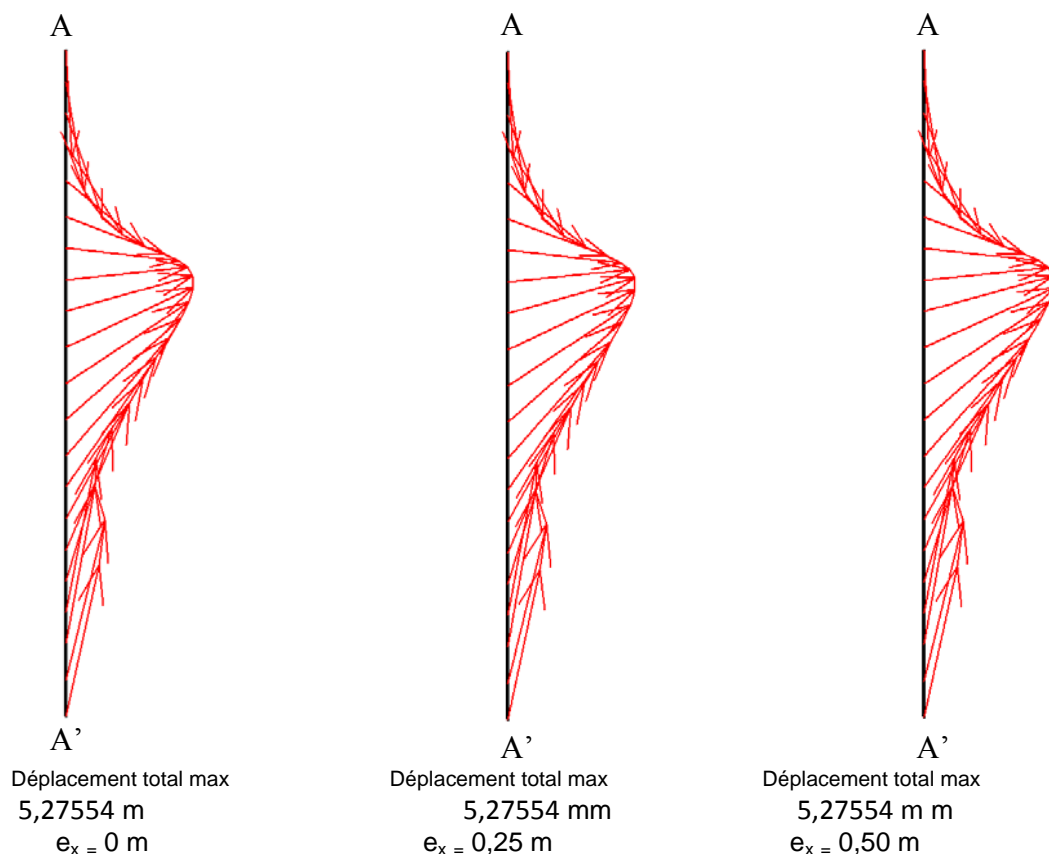 A
A
A
A’
A’
A’
Déplacement total max
5,27554 m
eₓ = 0 m
Déplacement total max
5,27554 mm
eₓ = 0,25 m
Déplacement total max
5,27554 m m
eₓ = 0,50 m